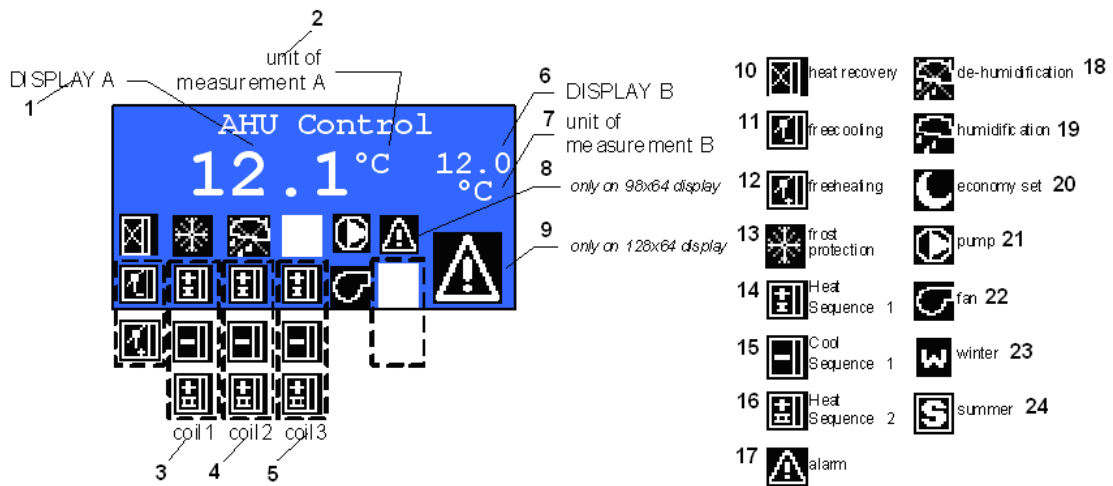 2
unit of
measurement A
DISPLAY A
1
AHU Control
12.1 °C
12.0
°C
6
DISPLAY B
7
unit of
measurement B
8
only on 98x64 display
9
only on 128x64 display
coil 1
coil 2
coil 3
3
4
5
10 heat recovery
11 freecooling
12 freeheating
13 frost
protection
14 Heat
Sequence 1
15 Cool
Sequence 1
16 Heat
Sequence 2
17 alarm
de-humidification 18
humidification 19
economy set 20
pump 21
fan 22
W winter 23
S summer 24